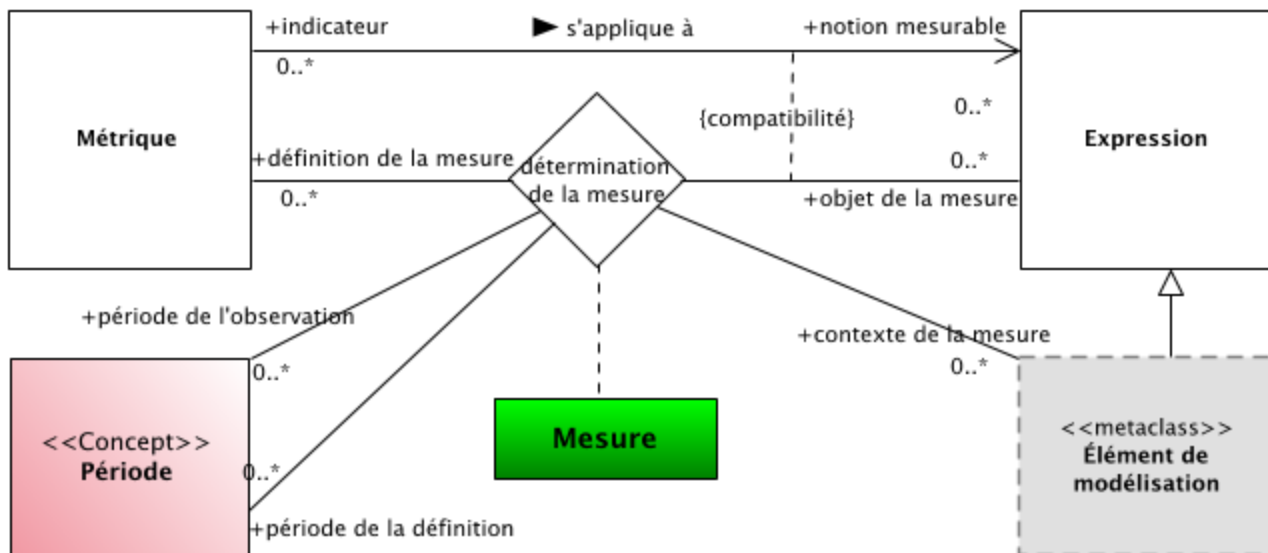 +indicateur
s'applique à
+notion mesurable
0..*
0..*
{compatibilité}
Métrique
Expression
+définition de la mesure
0..*
détermination
de la mesure
0..*
+objet de la mesure
+période de l'observation
0..*
+contexte de la mesure
0..*
<<Concept>>
Période
0..*
+période de la définition
Mesure
<<metaclass>>
Élément de
modélisation